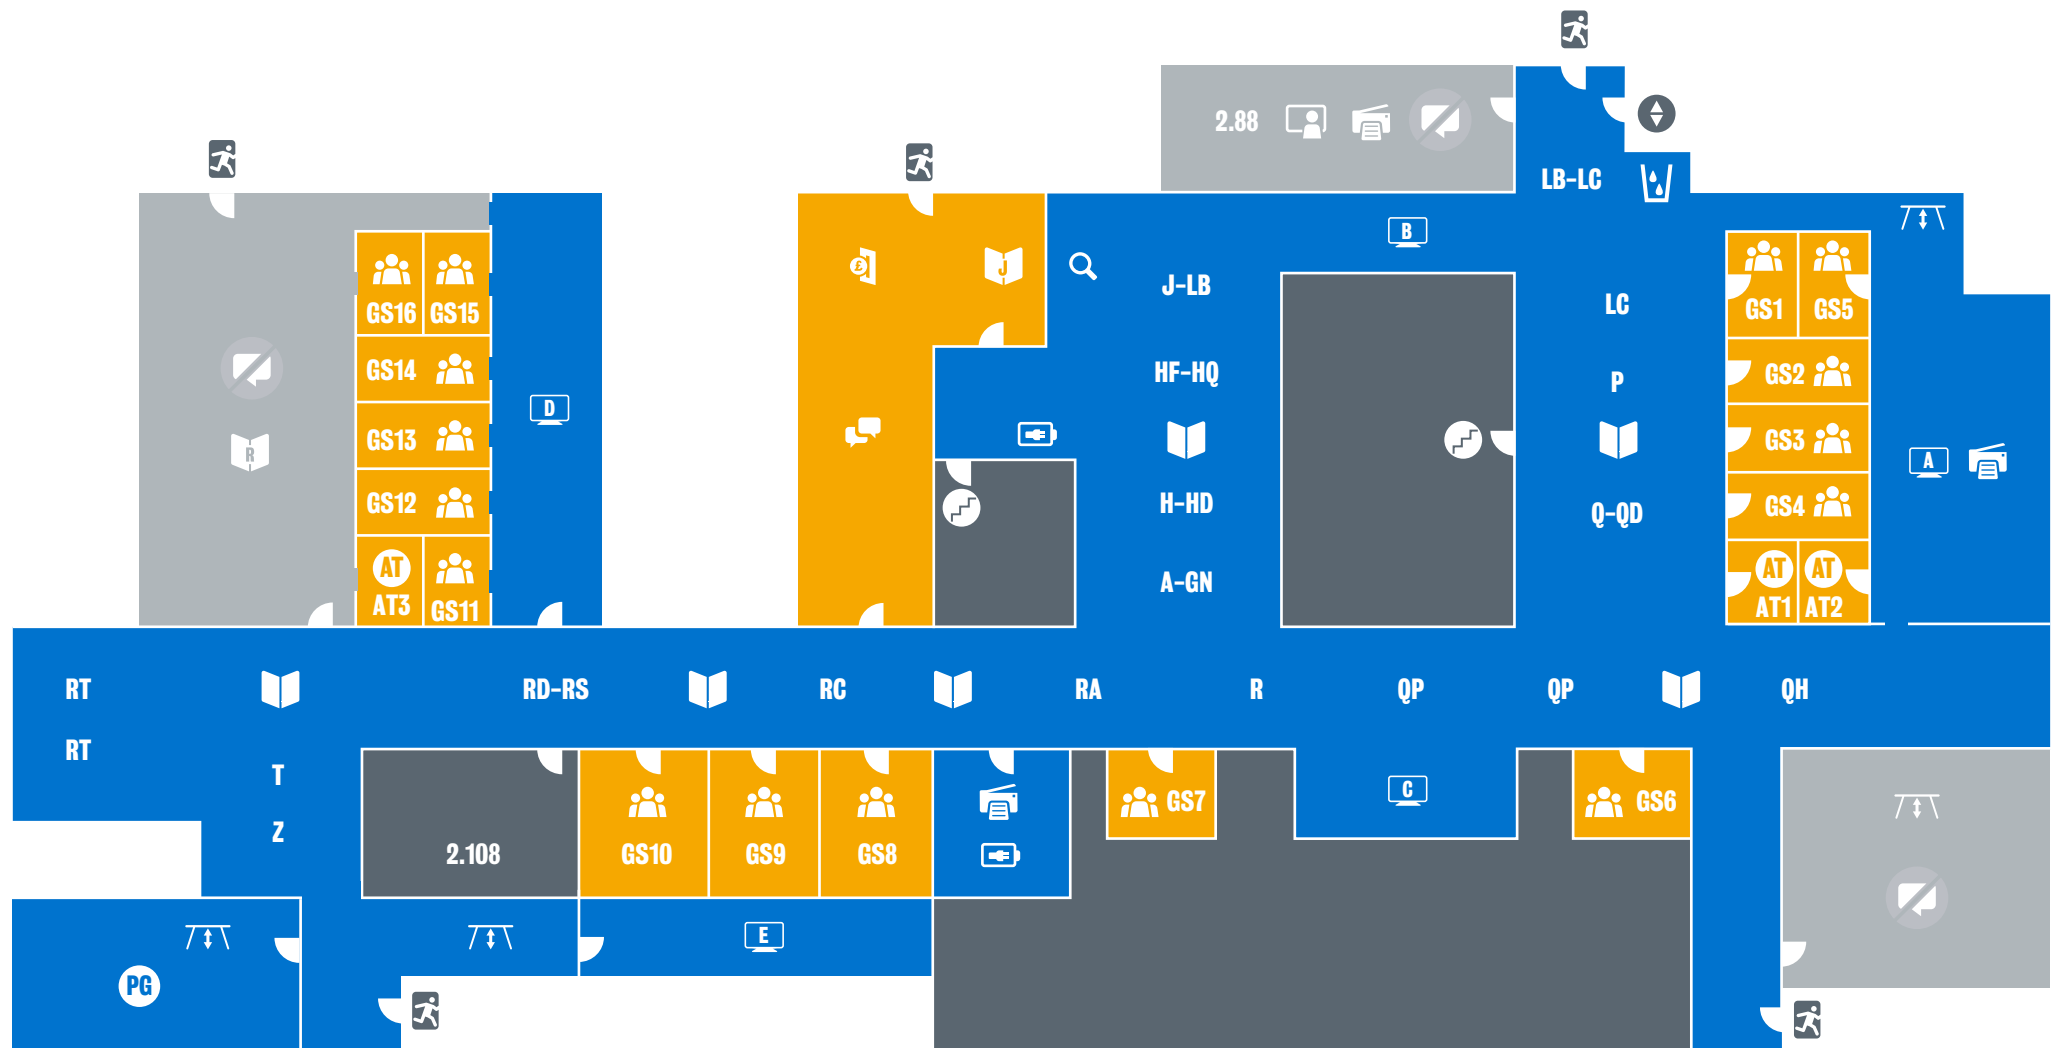 2.88
LB-LC
B
J
J-LB
£
GS16
GS15
LC
GS1
GS5
HF-HQ
P
GS14
GS2
D
GS13
GS3
R
A
GS12
H-HD
Q-QD
GS4
AT
AT3
GS11
A-GN
AT
AT1
AT
AT2
RT
RD-RS
RC
RA
R
QP
QP
QH
RT
T
Z
C
GS7
GS6
2.108
GS10
GS9
GS8
E
PG